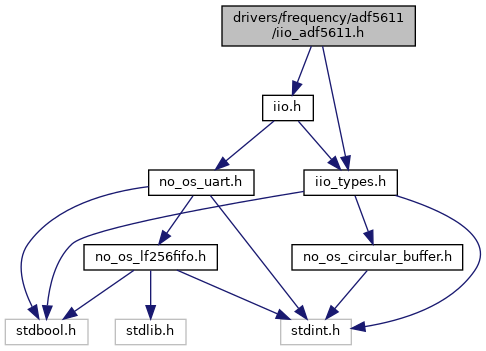 drivers/frequency/adf5611
/iio_adf5611.h
iio.h
no_os_uart.h
iio_types.h
no_os_lf256fifo.h
no_os_circular_buffer.h
stdbool.h
stdlib.h
stdint.h